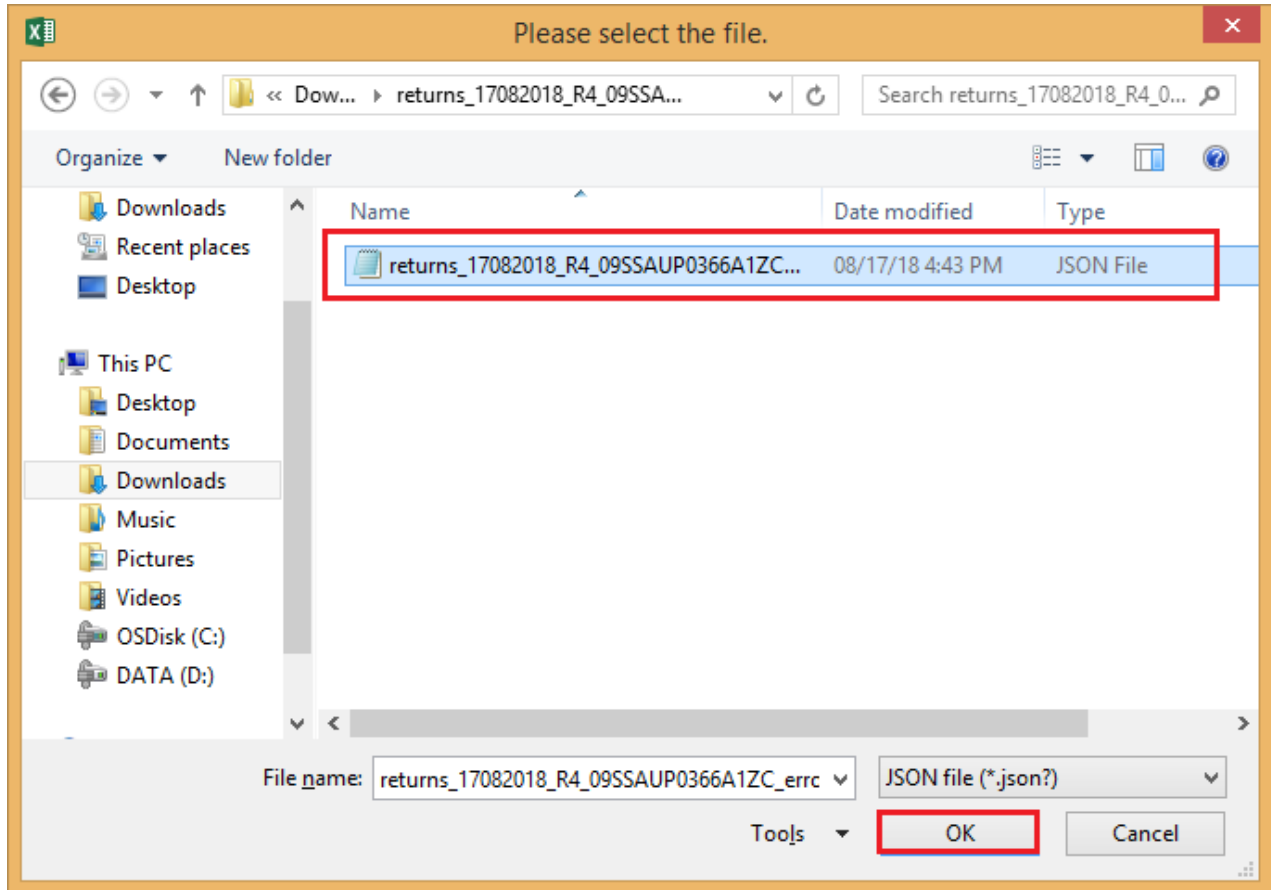 Please select the file.
« Dow... returns_17082018_R4_09SSA...
Search returns_17082018_R4_0...
Organize New folder
Downloads
Recent places
Desktop
This PC
Desktop
Documents
Downloads
Music
Pictures
Videos
OSDisk (C:)
DATA (D:)
Name Date modified Type
returns_17082018_R4_09SSAUP0366A1ZC... 08/17/18 4:43 PM JSON File
File name: returns_17082018_R4_09SSAUP0366A1ZC_errc JSON file (*.json?)
Tools OK Cancel